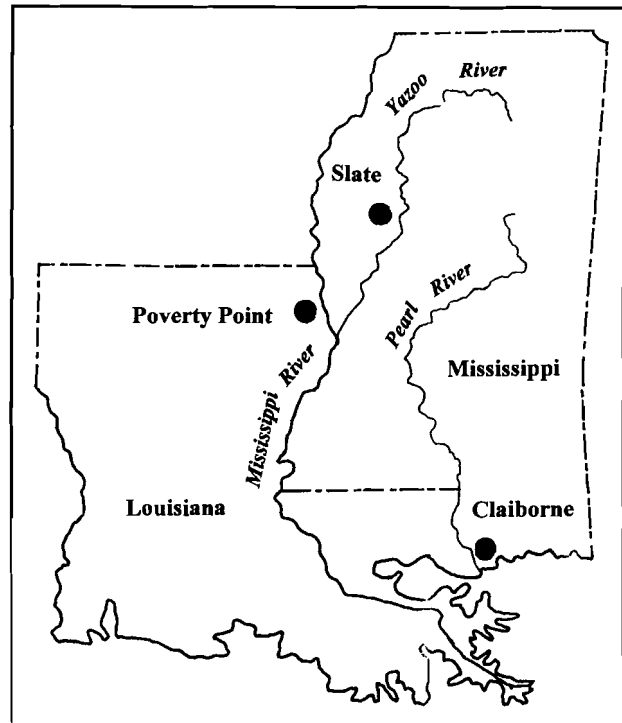 Yazoo River
Slate
Poverty Point
Pearl River
Mississippi River
Mississippi
Louisiana
Claiborne